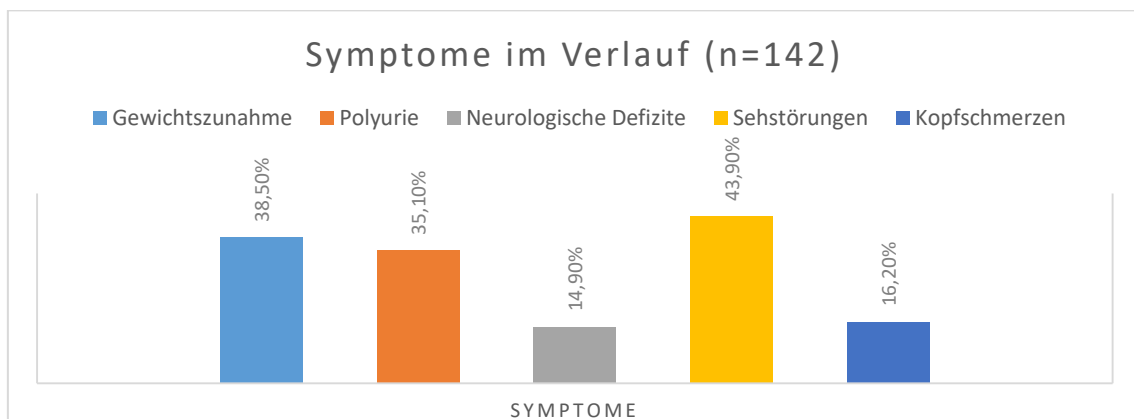 Symptome im Verlauf (n=142)
Gewichtszunahme Polyurie Neurologische Defizite Sehstörungen Kopfschmerzen
38,50%
35,10%
14,90%
43,90%
16,20%
SYMPTOME